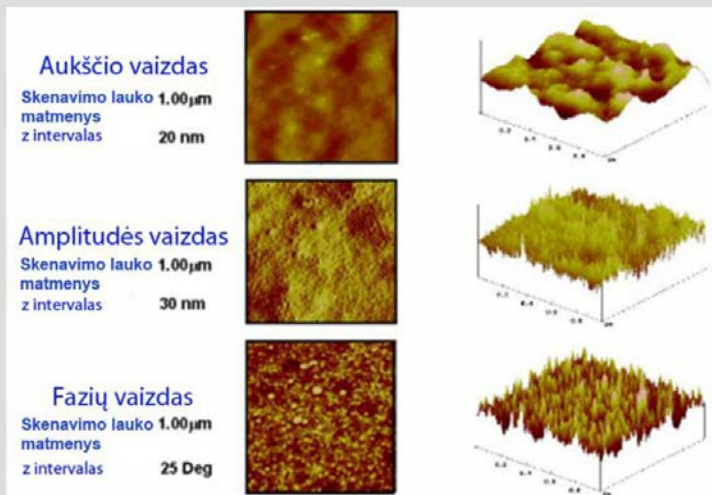 Aukščio vaizdas
Skenavimo lauko 1.00μm
matmenys
z intervalas 20 nm
Amplitudės vaizdas
Skenavimo lauko 1.00μm
matmenys
z intervalas 30 nm
Fazių vaizdas
Skenavimo lauko 1.00μm
matmenys
z intervalas 25 Deg